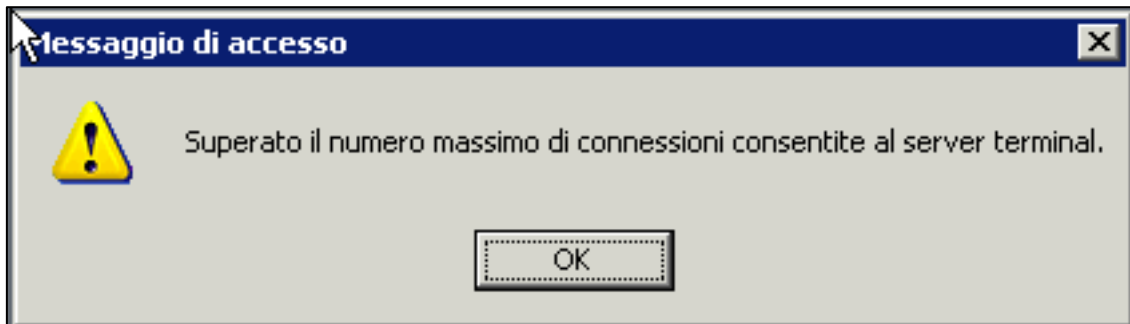 Messaggio di accesso
Superato il numero massimo di connessioni consentite al server terminal.
OK